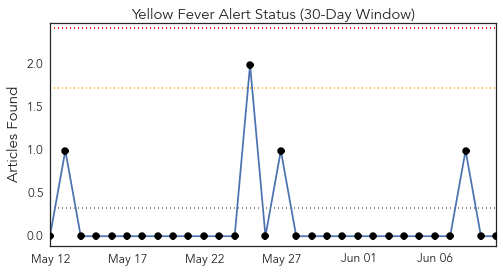 Yellow Fever Alert Status (30-Day Window)
Articles Found
2.0
1.5
1.0
0.5
0.0
May 12
May 17
May 22
May 27
Jun 01
Jun 06